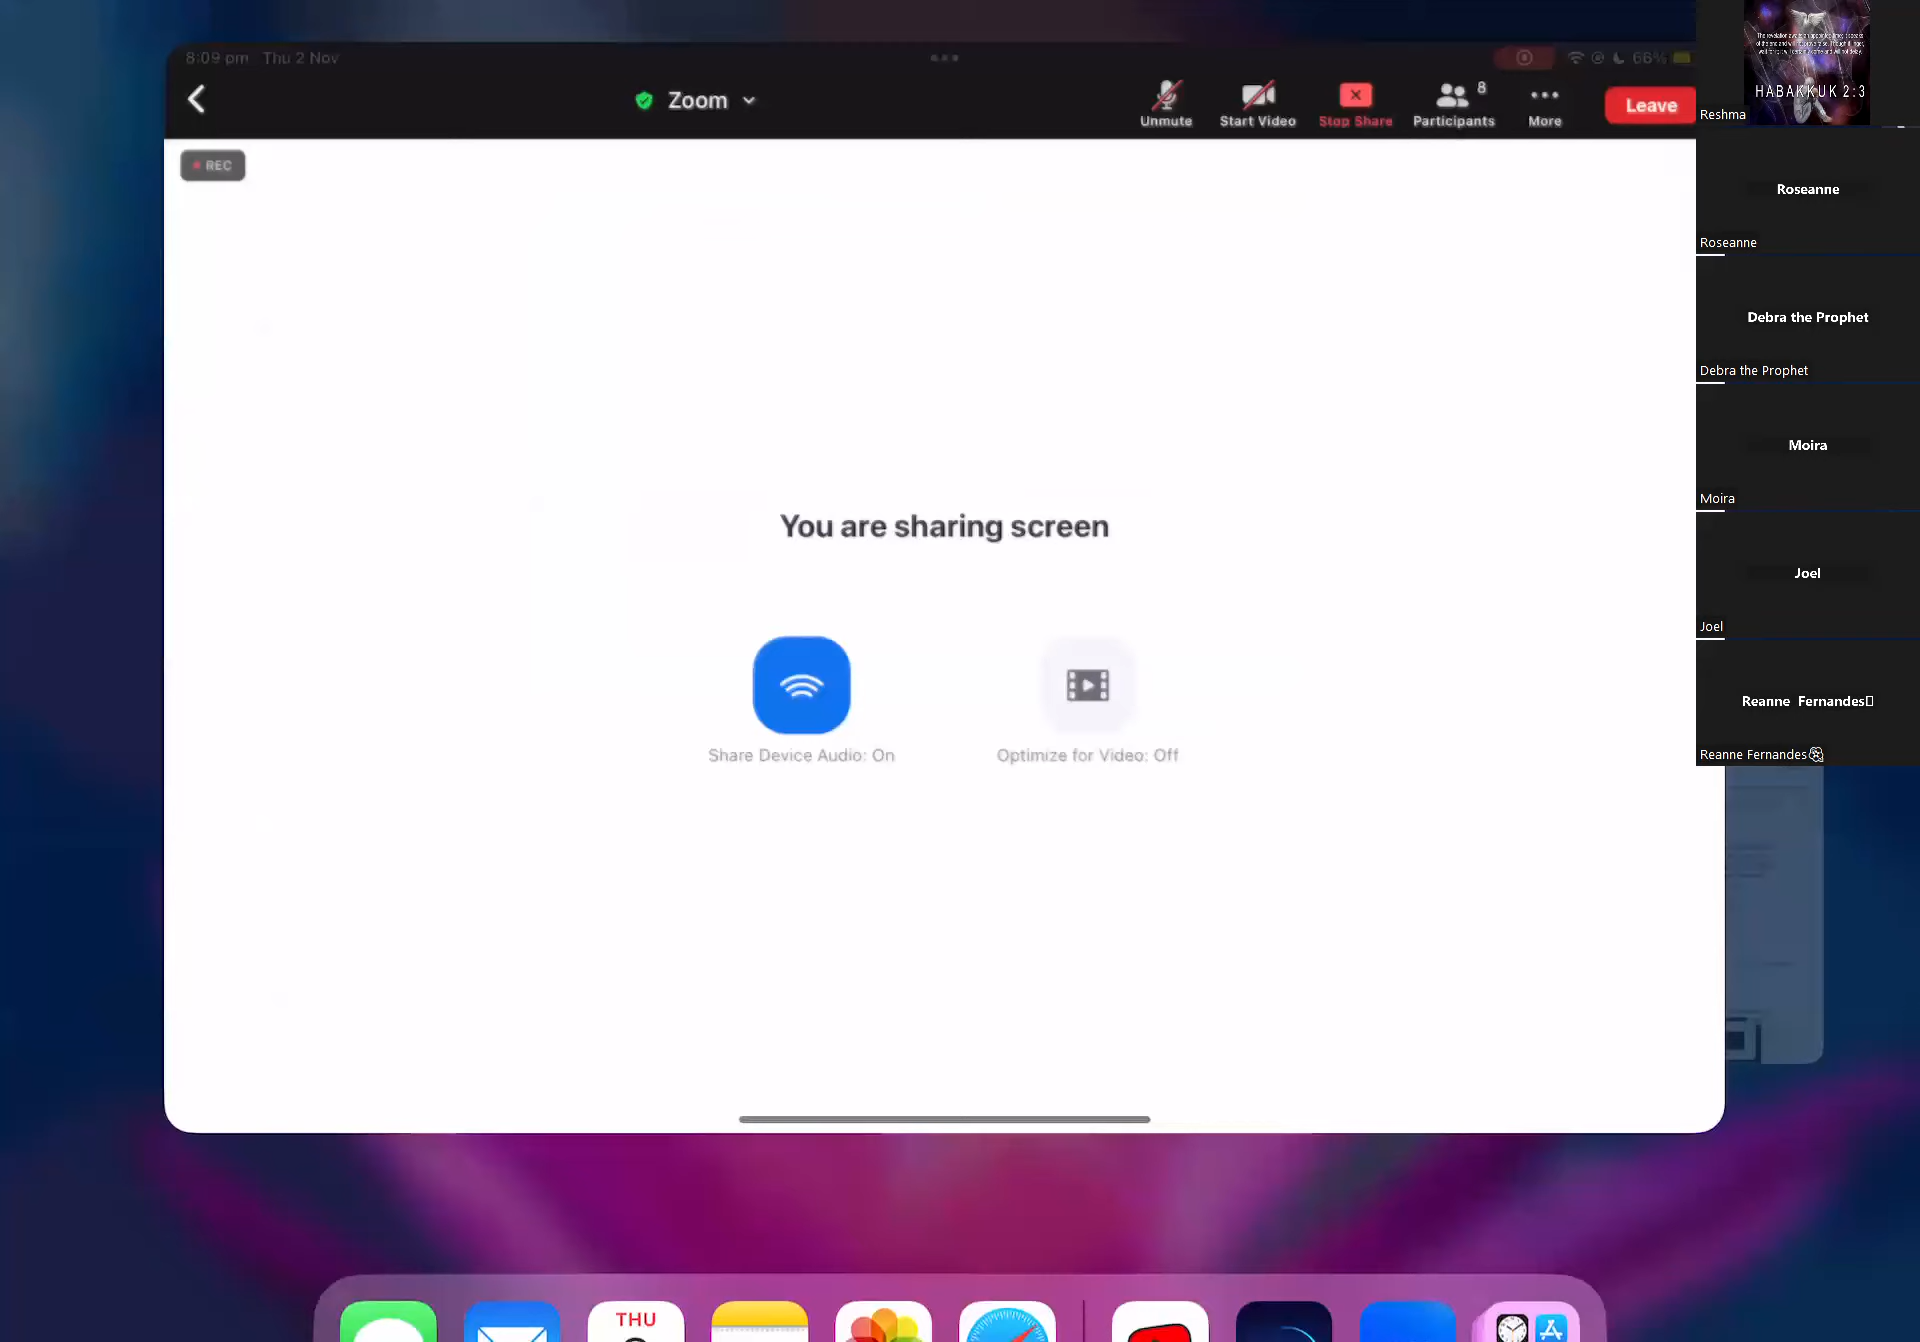 8:09 pm Thu 2 Nov
66%
Zoom
Unmute
Start Video
Stop Share
8
Participants
More
Leave
REC
You are sharing screen
Share Device Audio: On
Optimize for Video: Off
THU
HABAKKUK 2:3
Reshma
Roseanne
Roseanne
Debra the Prophet
Debra the Prophet
Moira
Moira
Joel
Joel
Reanne Fernandes
Reanne Fernandes